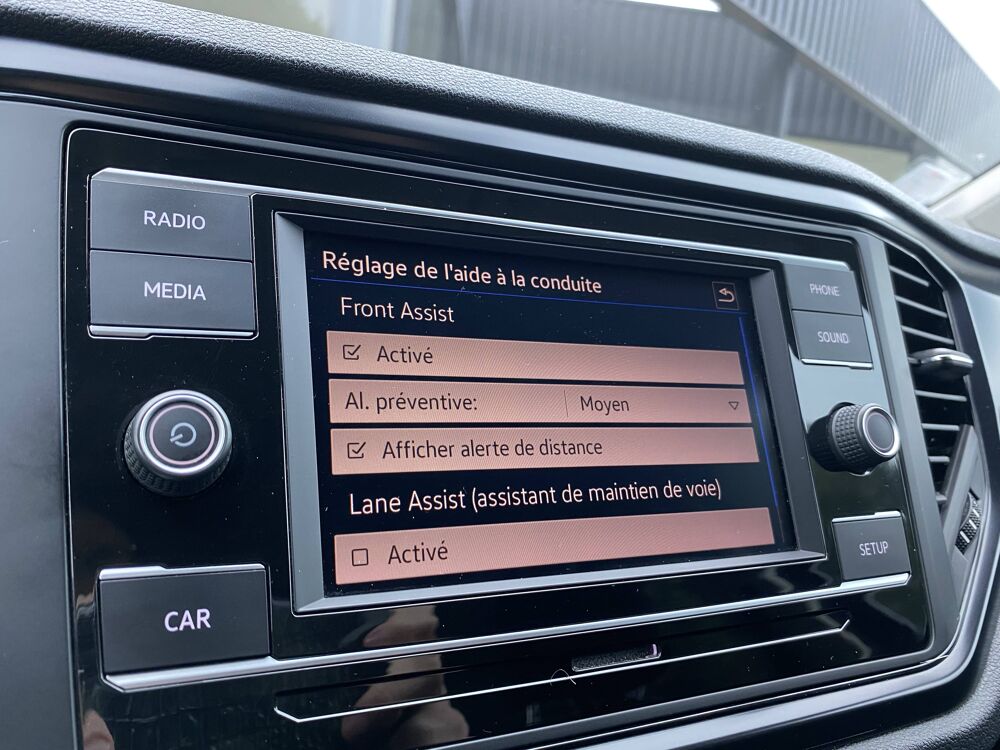 RADIO
MEDIA
CAR
Réglage de l'aide à la conduite
Front Assist
Activé
Al. préventive: Moyen
Afficher alerte de distance
Lane Assist (assistant de maintien de voie)
Activé
PHONE
SOUND
SETUP